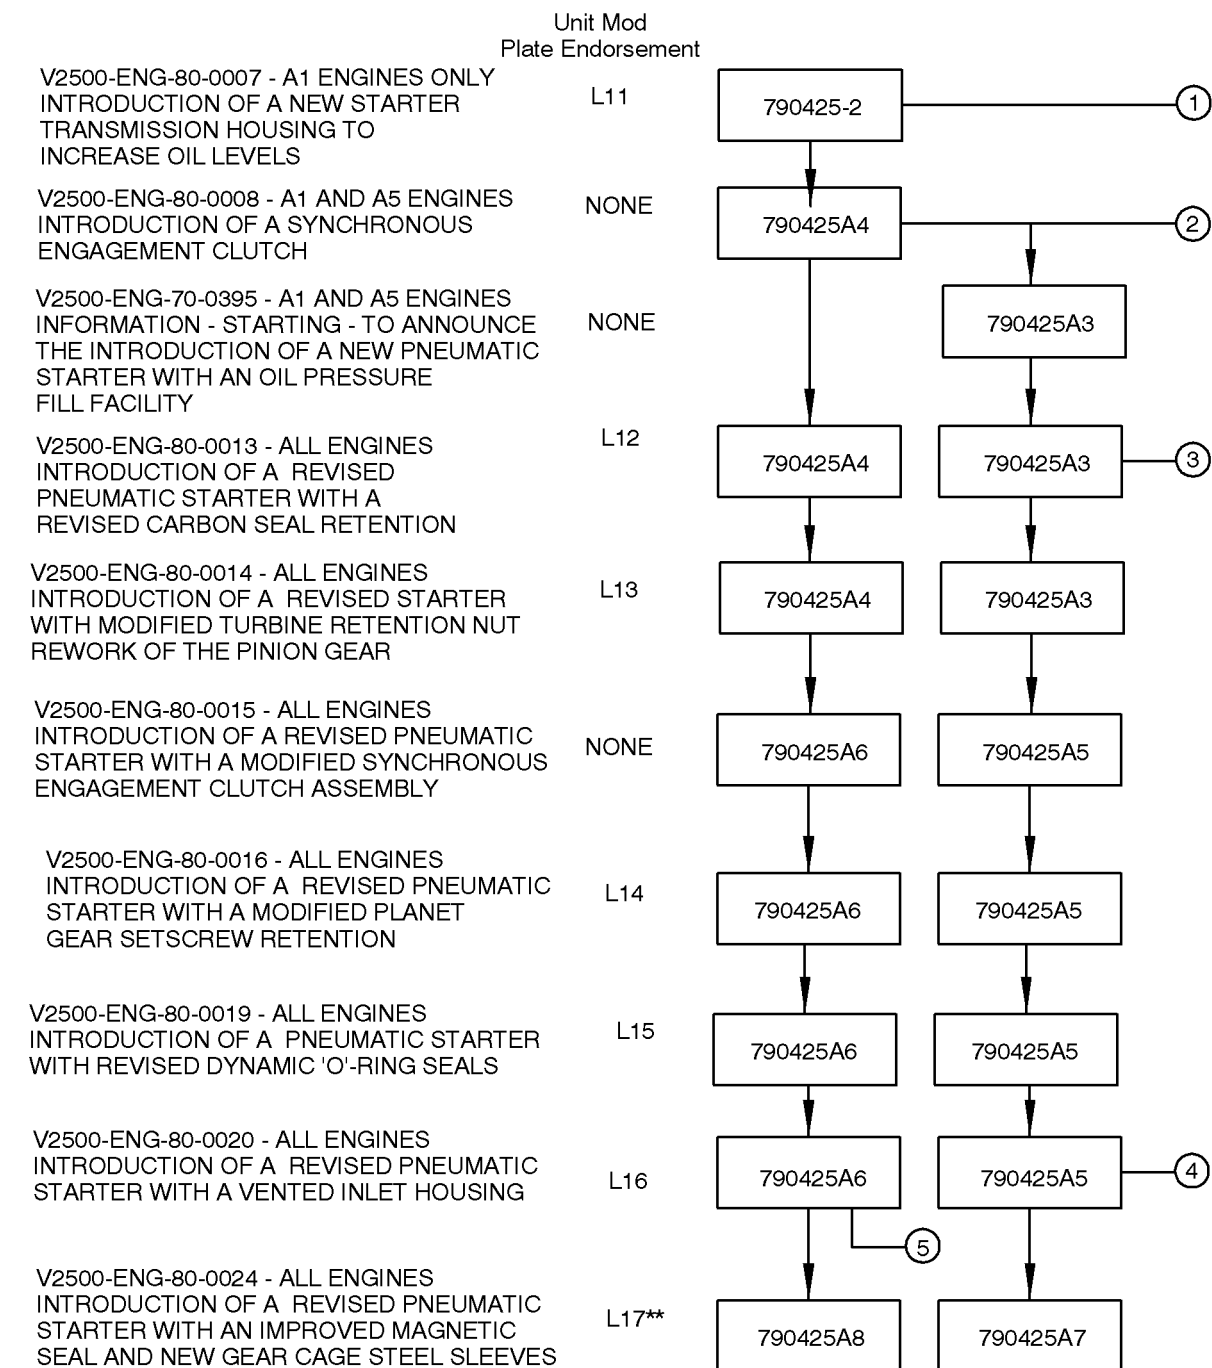 Unit Mod
Plate Endorsement
V2500-ENG-80-0007 - A1 ENGINES ONLY
INTRODUCTION OF A NEW STARTER
TRANSMISSION HOUSING TO
INCREASE OIL LEVELS
L11
790425-2
1
V2500-ENG-80-0008 - A1 AND A5 ENGINES
INTRODUCTION OF A SYNCHRONOUS
ENGAGEMENT CLUTCH
NONE
790425A4
2
V2500-ENG-70-0395 - A1 AND A5 ENGINES
INFORMATION - STARTING - TO ANNOUNCE
THE INTRODUCTION OF A NEW PNEUMATIC
STARTER WITH AN OIL PRESSURE
FILL FACILITY
NONE
790425A3
V2500-ENG-80-0013 - ALL ENGINES
INTRODUCTION OF A  REVISED
PNEUMATIC STARTER WITH A
REVISED CARBON SEAL RETENTION
L12
790425A4
790425A3
3
V2500-ENG-80-0014 - ALL ENGINES
INTRODUCTION OF A  REVISED STARTER
WITH MODIFIED TURBINE RETENTION NUT
REWORK OF THE PINION GEAR
L13
790425A4
790425A3
V2500-ENG-80-0015 - ALL ENGINES
INTRODUCTION OF A REVISED PNEUMATIC
STARTER WITH A MODIFIED SYNCHRONOUS
ENGAGEMENT CLUTCH ASSEMBLY
NONE
790425A6
790425A5
V2500-ENG-80-0016 - ALL ENGINES
INTRODUCTION OF A  REVISED PNEUMATIC
STARTER WITH A MODIFIED PLANET
GEAR SETSCREW RETENTION
L14
790425A6
790425A5
V2500-ENG-80-0019 - ALL ENGINES
INTRODUCTION OF A  PNEUMATIC STARTER
WITH REVISED DYNAMIC 'O'-RING SEALS
L15
790425A6
790425A5
V2500-ENG-80-0020 - ALL ENGINES
INTRODUCTION OF A  REVISED PNEUMATIC
STARTER WITH A VENTED INLET HOUSING
L16
790425A6
790425A5
4
5
V2500-ENG-80-0024 - ALL ENGINES
INTRODUCTION OF A  REVISED PNEUMATIC
STARTER WITH AN IMPROVED MAGNETIC
SEAL AND NEW GEAR CAGE STEEL SLEEVES
L17**
790425A8
790425A7